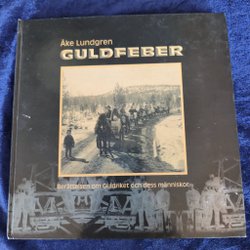 Åke Lundgren
GULDFEBER
Berättelsen om Guldriket och dess människor